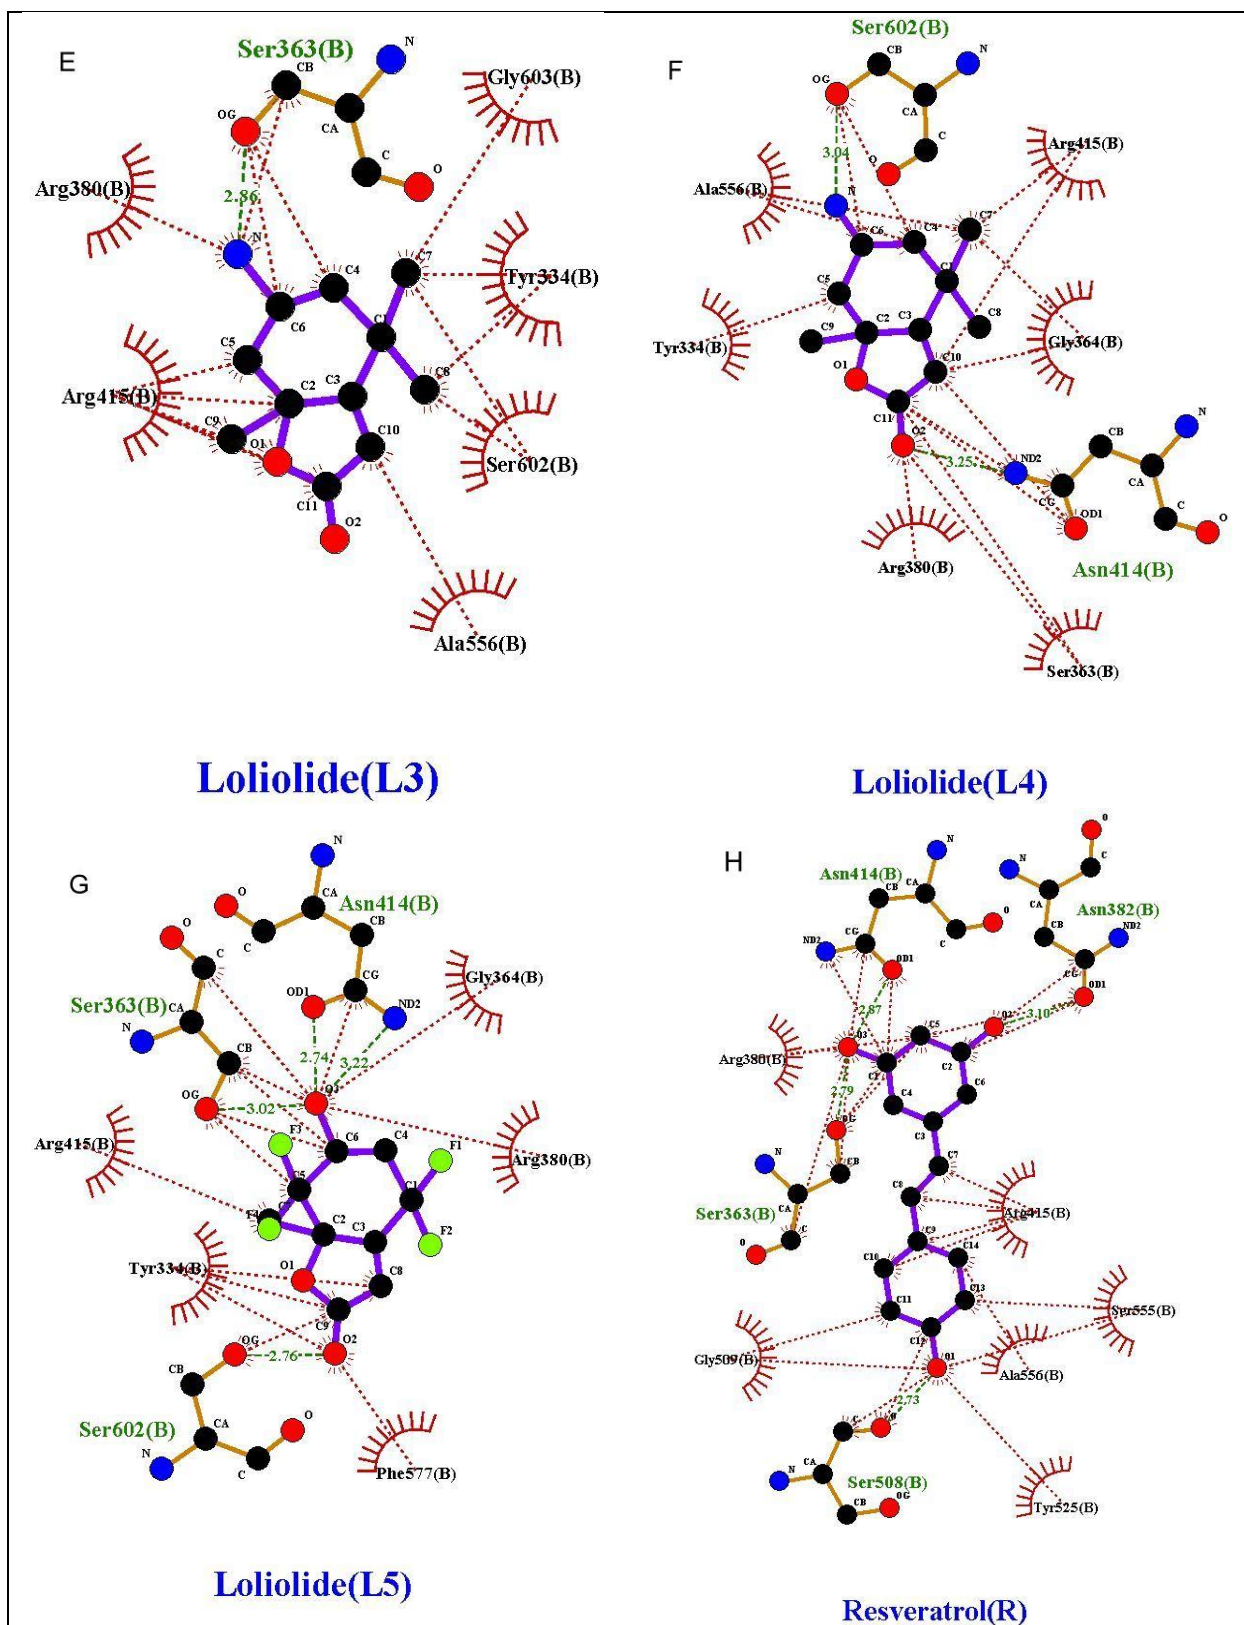 E
Ser363(B)
CB
N
OG
CA
C
O
Gly603(B)
Arg380(B)
2.86
N
C7
C4
Tyr334(B)
C6
C5
C8
Arg415(B)
C2
C3
C9
O1
C10
Ser602(B)
C11
O2
Ala556(B)
Loliolide(L3)
F
Ser602(B)
CB
N
OG
CA
C
O
3.04
Arg415(B)
Ala556(B)
N
C7
C6
C4
C5
C2
C3
C8
C9
Tyr334(B)
Gly364(B)
O1
C10
C11
O2
N
CB
3.25
ND2
CA
CG
OD1
C
O
Arg380(B)
Asn414(B)
Ser363(B)
Loliolide(L4)
G
N
O
CA
Asn414(B)
C
CB
O
C
CG
Gly364(B)
Ser363(B)
OD1
ND2
CA
N
2.74
3.22
CB
OG
3.02
F3
C6
C4
F1
Arg415(B)
Arg380(B)
C5
C1
C2
C3
F2
Tyr334(B)
O1
C8
C9
OG
O2
2.76
CB
Ser602(B)
CA
O
N
C
Phe577(B)
Loliolide(L5)
H
O
N
C
N
Asn414(B)
CB
CA
CA
Asn382(B)
CG
C
O
CB
ND2
ND2
OD1
CG
OD1
2.87
3.10
O3
C5
Arg380(B)
C1
C2
2.79
C4
C6
OG
C3
CB
C7
N
CA
C8
Ser363(B)
Arg415(B)
C
C9
O
C14
C10
C13
C11
Ser555(B)
C12
Gly509(B)
O1
Ala556(B)
2.73
C
O
N
CA
Ser508(B)
CB
OG
Tyr525(B)
Resveratrol(R)